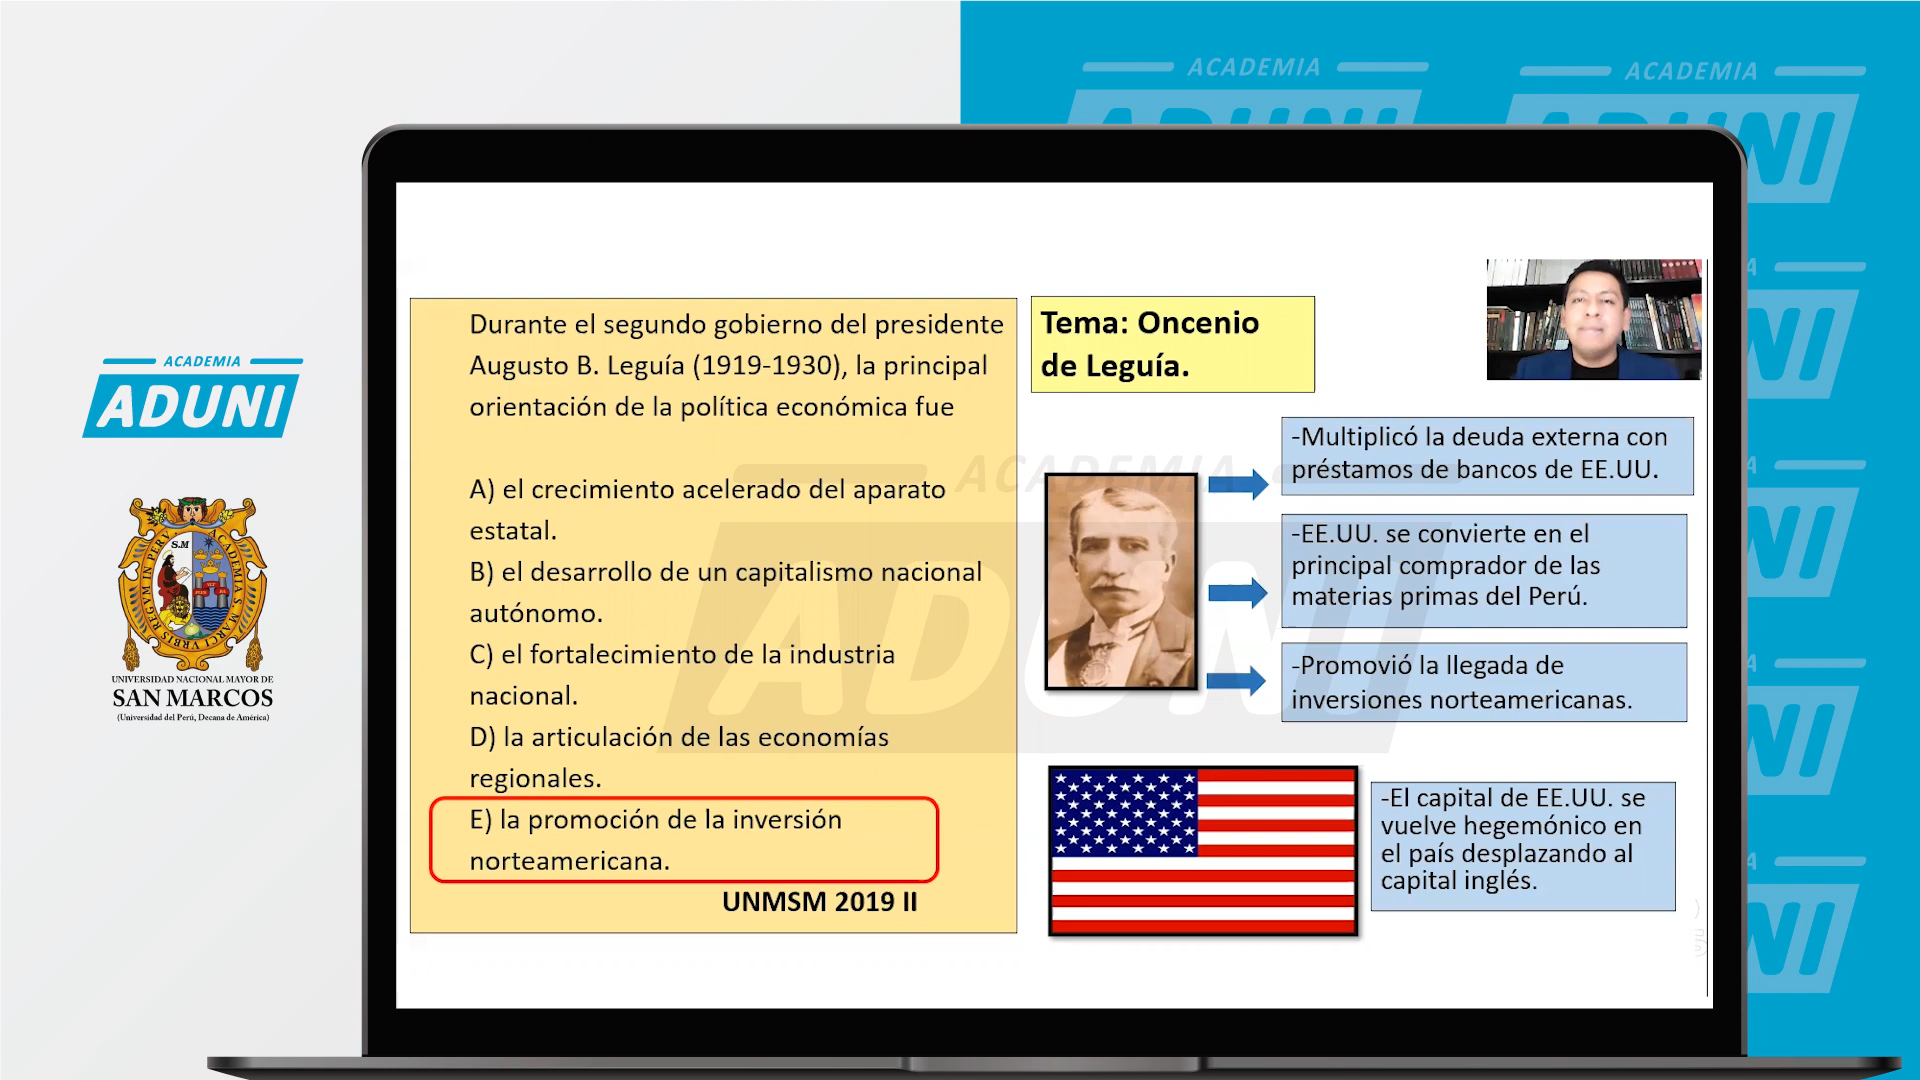 ACADEMIA
ADUNI
S.M
UNIVERSIDAD NACIONAL MAYOR DE
SAN MARCOS
(Universidad del Perú, Decana de América)
ACADEMIA
ACADEMIA
Durante el segundo gobierno del presidente
Augusto B. Leguía (1919-1930), la principal
orientación de la política económica fue
A) el crecimiento acelerado del aparato
estatal.
B) el desarrollo de un capitalismo nacional
autónomo.
C) el fortalecimiento de la industria
nacional.
D) la articulación de las economías
regionales.
E) la promoción de la inversión
norteamericana.
UNMSM 2019 II
Tema: Oncenio
de Leguía.
-Multiplicó la deuda externa con
préstamos de bancos de EE.UU.
-EE.UU. se convierte en el
principal comprador de las
materias primas del Perú.
-Promovió la llegada de
inversiones norteamericanas.
-El capital de EE.UU. se
vuelve hegemónico en
el país desplazando al
capital inglés.
ACADEMIA
ADUNI